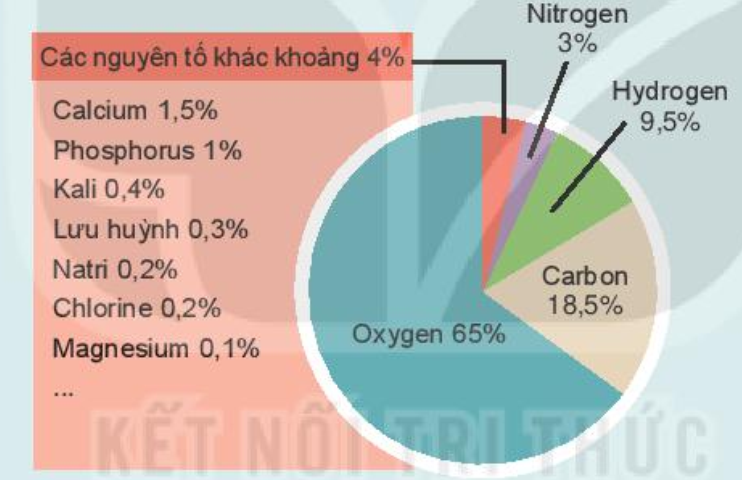 Các nguyên tố khác khoảng 4%
Calcium 1,5%
Phosphorus 1%
Kali 0,4%
Lưu huỳnh 0,3%
Natri 0,2%
Chlorine 0,2%
Magnesium 0,1%
...
Nitrogen
3%
Hydrogen
9,5%
Carbon
18,5%
Oxygen 65%
KẾT NỐI TRI THỨC